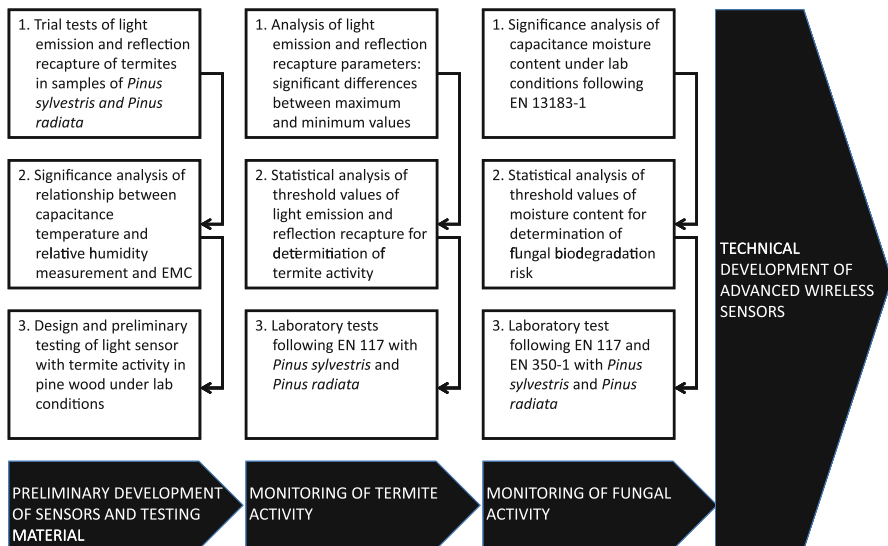 1. Trial tests of light
emission and reflection
recapture of termites
in samples of Pinus
sylvestris and Pinus
radiata
2. Significance analysis of
relationship between
capacitance
temperature and
relative humidity
measurement and EMC
3. Design and preliminary
testing of light sensor
with termite activity in
pine wood under lab
conditions
PRELIMINARY DEVELOPMENT
OF SENSORS AND TESTING
MATERIAL
1. Analysis of light
emission and reflection
recapture parameters:
significant differences
between maximum
and minimum values
2. Statistical analysis of
threshold values of
light emission and
reflection recapture for
determination of
termite activity
3. Laboratory tests
following EN 117 with
Pinus sylvestris and
Pinus radiata
MONITORING OF TERMITE
ACTIVITY
1. Significance analysis of
capacitance moisture
content under lab
conditions following
EN 13183-1
2. Statistical analysis of
threshold values of
moisture content for
determination of
fungal biodegradation
risk
3. Laboratory test
following EN 117 and
EN 350-1 with Pinus
sylvestris and Pinus
radiata
MONITORING OF FUNGAL
ACTIVITY
TECHNICAL
DEVELOPMENT OF
ADVANCED WIRELESS
SENSORS